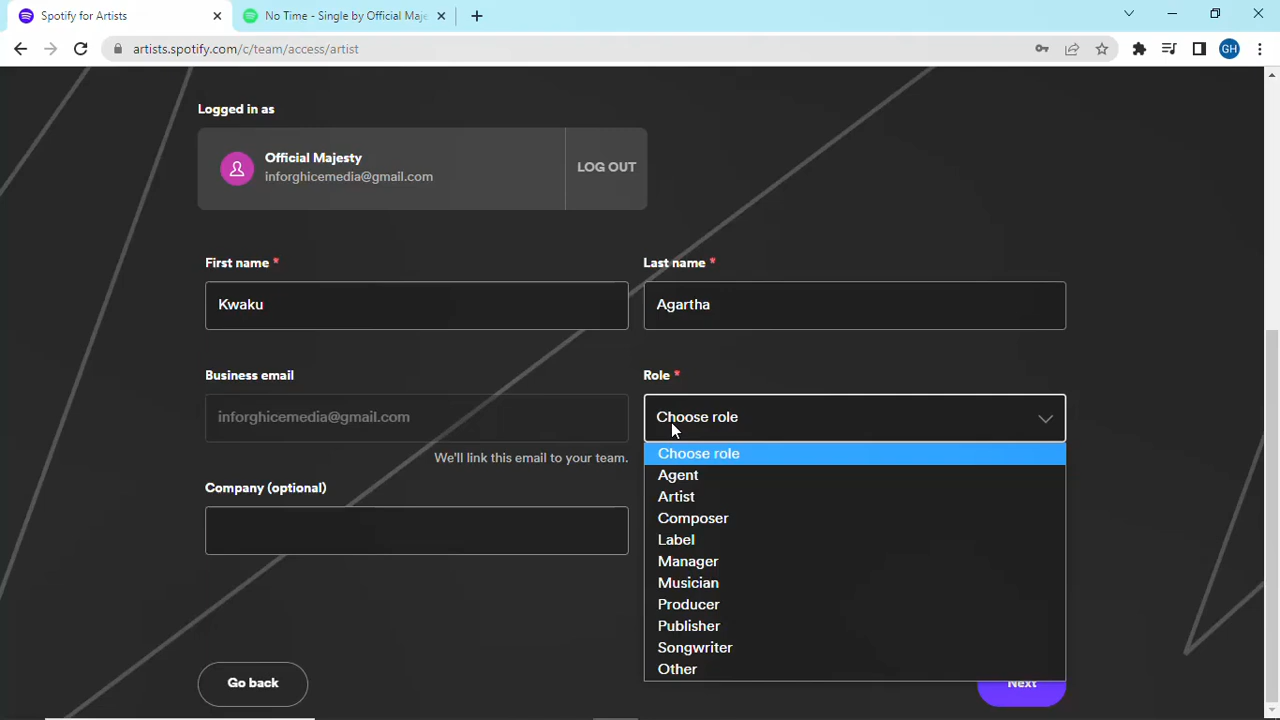 Spotify for Artists
No Time - Single by Official Maje
artists.spotify.com/c/team/access/artist
GH
Logged in as
Official Majesty
inforghicemedia@gmail.com
LOG OUT
First name *
Last name *
Kwaku
Agartha
Business email
Role *
inforghicemedia@gmail.com
Choose role
We'll link this email to your team.
Choose role
Agent
Artist
Composer
Label
Manager
Musician
Producer
Publisher
Songwriter
Other
Company (optional)
Go back
Next